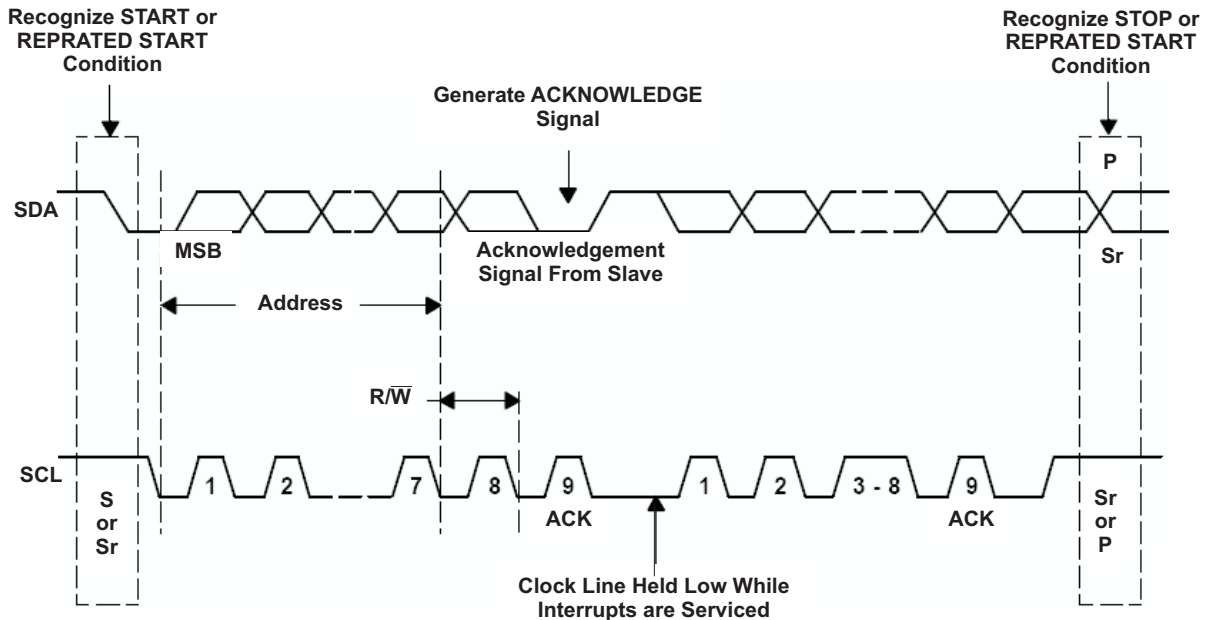 Recognize START or
REPRATED START
Condition
Recognize STOP or
REPRATED START
Condition
Generate ACKNOWLEDGE
Signal
P
SDA
MSB
Acknowledgement
Signal From Slave
Sr
Address
R/W̅
SCL
1
2
7
8
9
1
2
3 - 8
9
S
or
Sr
ACK
ACK
Sr
or
P
Clock Line Held Low While
Interrupts are Serviced